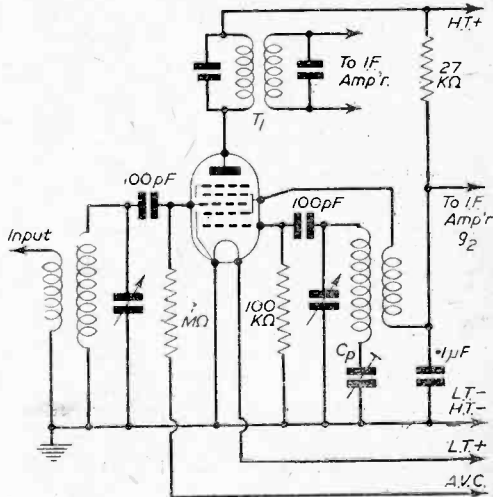 H.T.+
To I.F.
Amp'r.
T1
27
KΩ
100pF
100pF
To I.F.
Amp'r
g2
Input
MΩ
100
KΩ
Cp
·1μF
L.T.-
H.T.-
L.T.+
A.V.C.